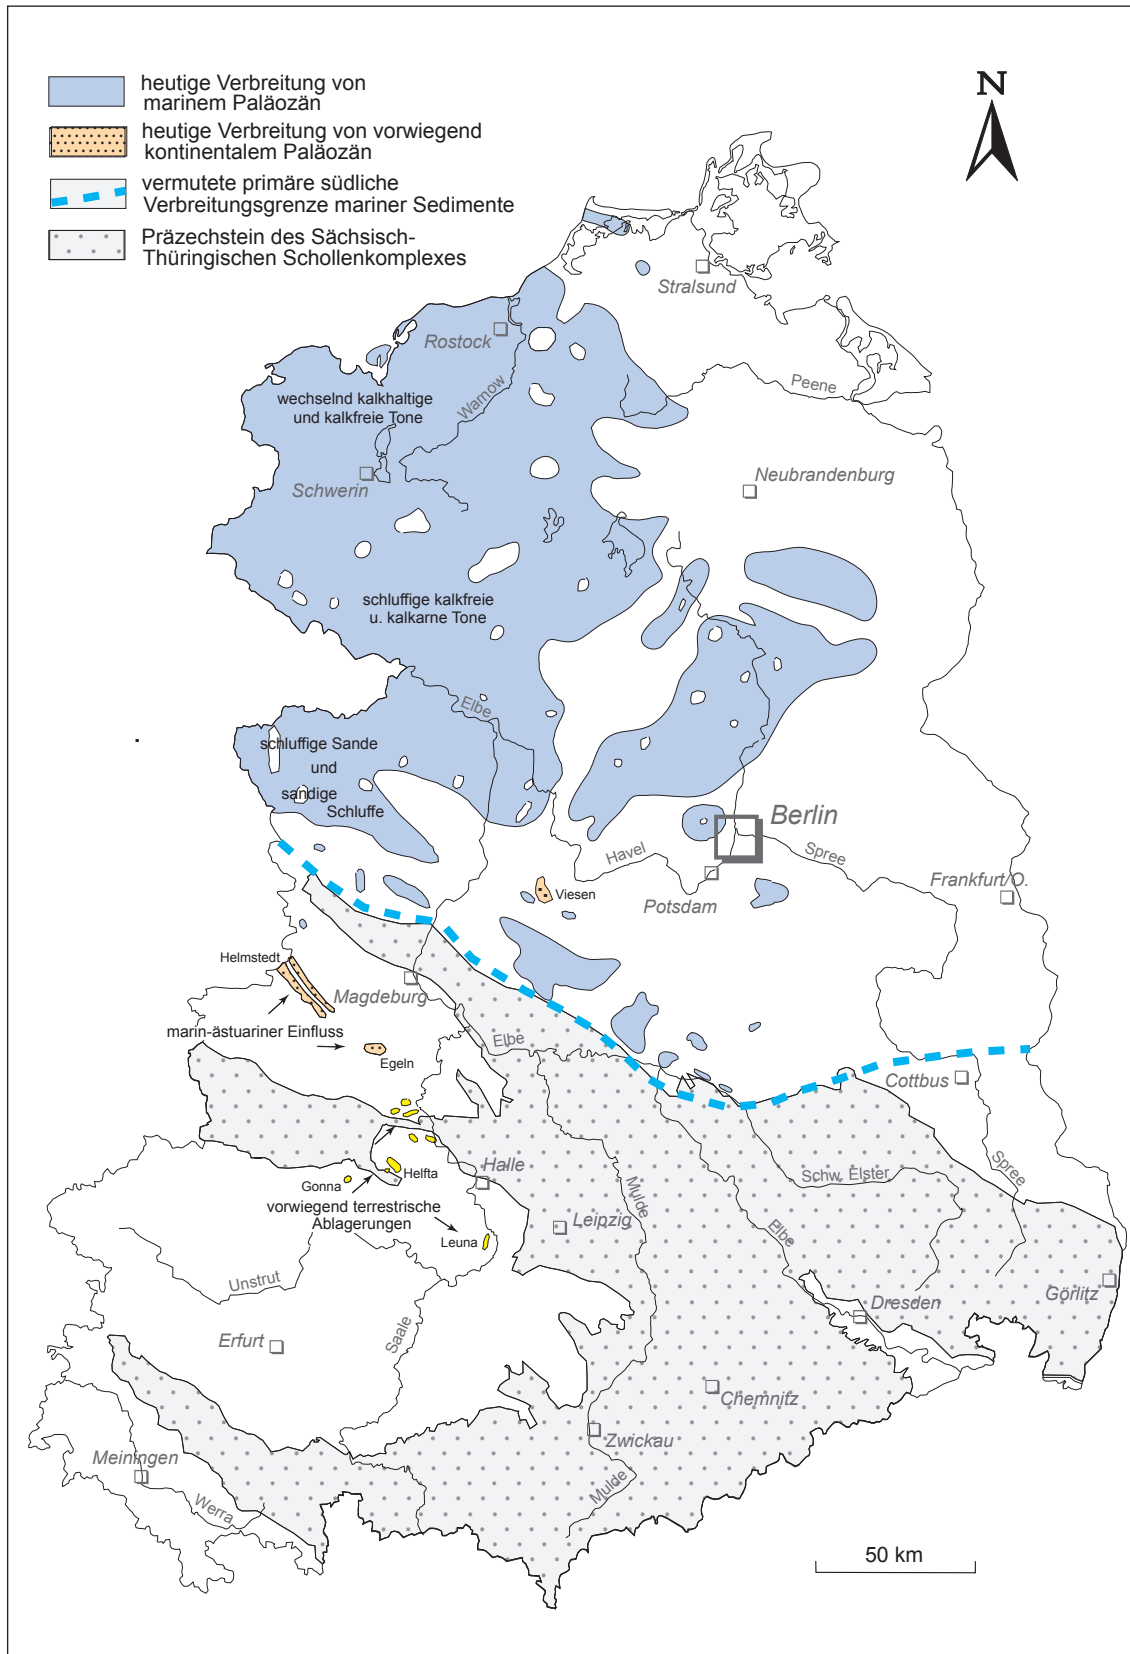 heutige Verbreitung von
marinem Paläozän
heutige Verbreitung von vorwiegend
kontinentalem Paläozän
vermutete primäre südliche
Verbreitungsgrenze mariner Sedimente
Präzechstein des Sächsisch-
Thüringischen Schollenkomplexes
N
Stralsund
Rostock
Peene
wechselnd kalkhaltige
und kalkfreie Tone
Warnow
Schwerin
Neubrandenburg
schluffige kalkfreie
u. kalkarne Tone
Elbe
schluffige Sande
und
sandige
Schluffe
Berlin
Havel
Spree
Viesen
Potsdam
Frankfurt/O.
Helmstedt
Magdeburg
marin-ästuariner Einfluss
Egeln
Elbe
Cottbus
Halle
Helfta
Gonna
vorwiegend terrestrische
Ablagerungen
Leuna
Leipzig
Mulde
Schw. Elster
Spree
Elbe
Unstrut
Saale
Erfurt
Dresden
Görlitz
Chemnitz
Zwickau
Mulde
Meiningen
Werra
50 km